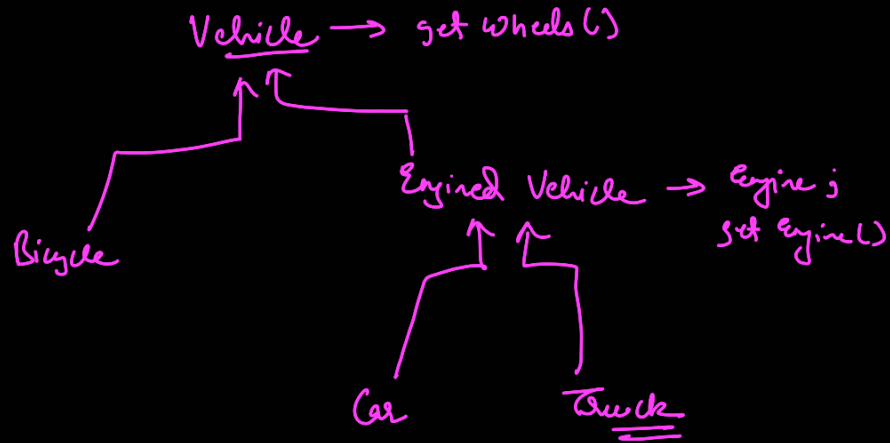 Vehicle → get wheels()
Engined Vehicle → Engine;
get Engine()
Bicycle
Car
Truck